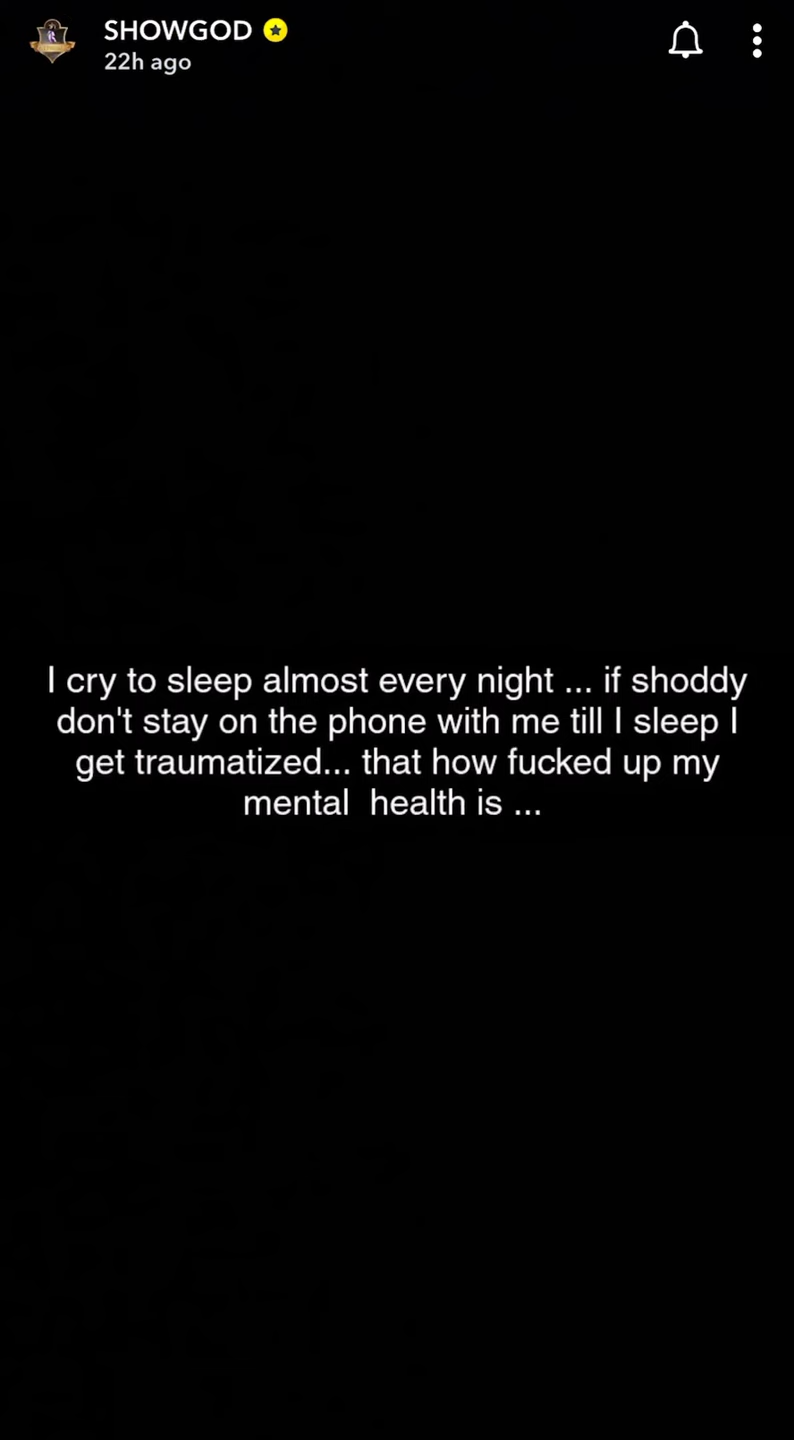 SHOWGOD
22h ago
I cry to sleep almost every night ... if shoddy
don't stay on the phone with me till I sleep I
get traumatized... that how fucked up my
mental  health is ...